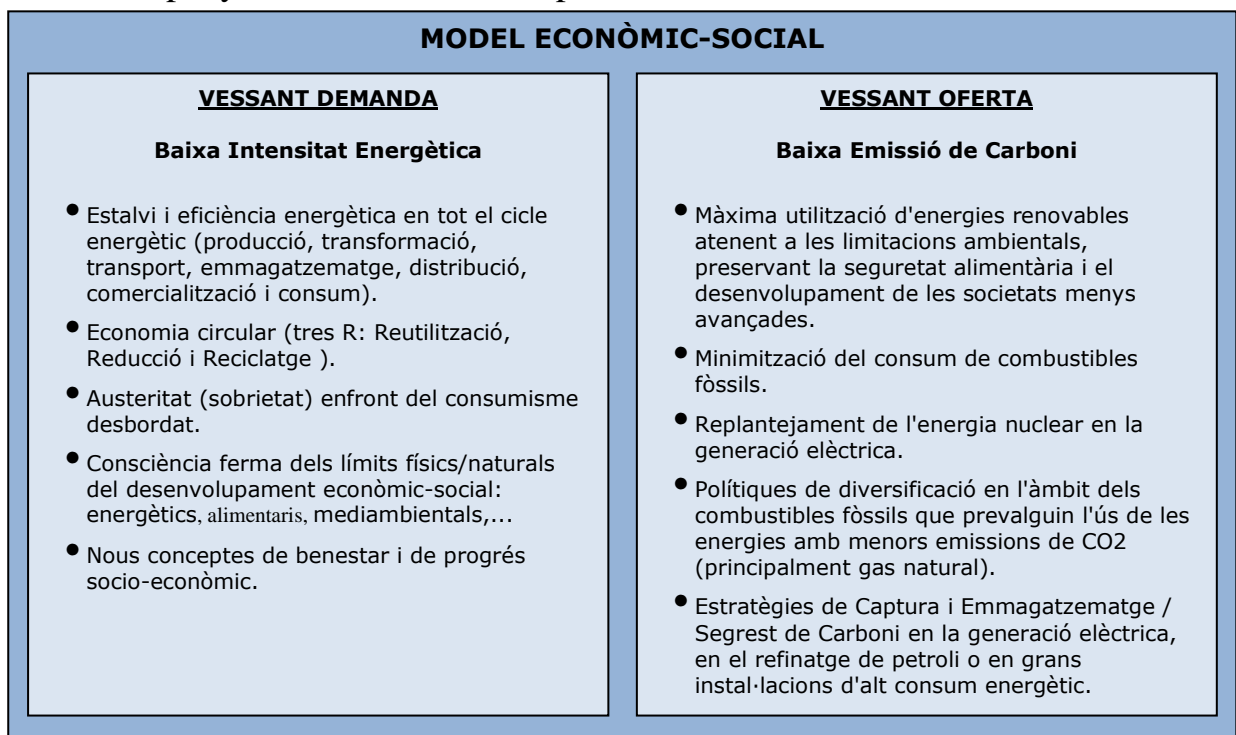 MODEL ECONÒMIC-SOCIAL
VESSANT DEMANDA
Baixa Intensitat Energètica
• Estalvi i eficiència energètica en tot el cicle
energètic (producció, transformació,
transport, emmagatzematge, distribució,
comercialització i consum).
• Economia circular (tres R: Reutilització,
Reducció i Reciclatge ).
• Austeritat (sobrietat) enfront del consumisme
desbordat.
• Consciència ferma dels límits físics/naturals
del desenvolupament econòmic-social:
energètics, alimentaris, mediambientals,...
• Nous conceptes de benestar i de progrés
socio-econòmic.
VESSANT OFERTA
Baixa Emissió de Carboni
• Màxima utilització d'energies renovables
atenent a les limitacions ambientals,
preservant la seguretat alimentària i el
desenvolupament de les societats menys
avançades.
• Minimització del consum de combustibles
fòssils.
• Replantejament de l'energia nuclear en la
generació elèctrica.
• Polítiques de diversificació en l'àmbit dels
combustibles fòssils que prevalguin l'ús de les
energies amb menors emissions de CO2
(principalment gas natural).
• Estratègies de Captura i Emmagatzematge /
Segrest de Carboni en la generació elèctrica,
en el refinatge de petroli o en grans
instal·lacions d'alt consum energètic.